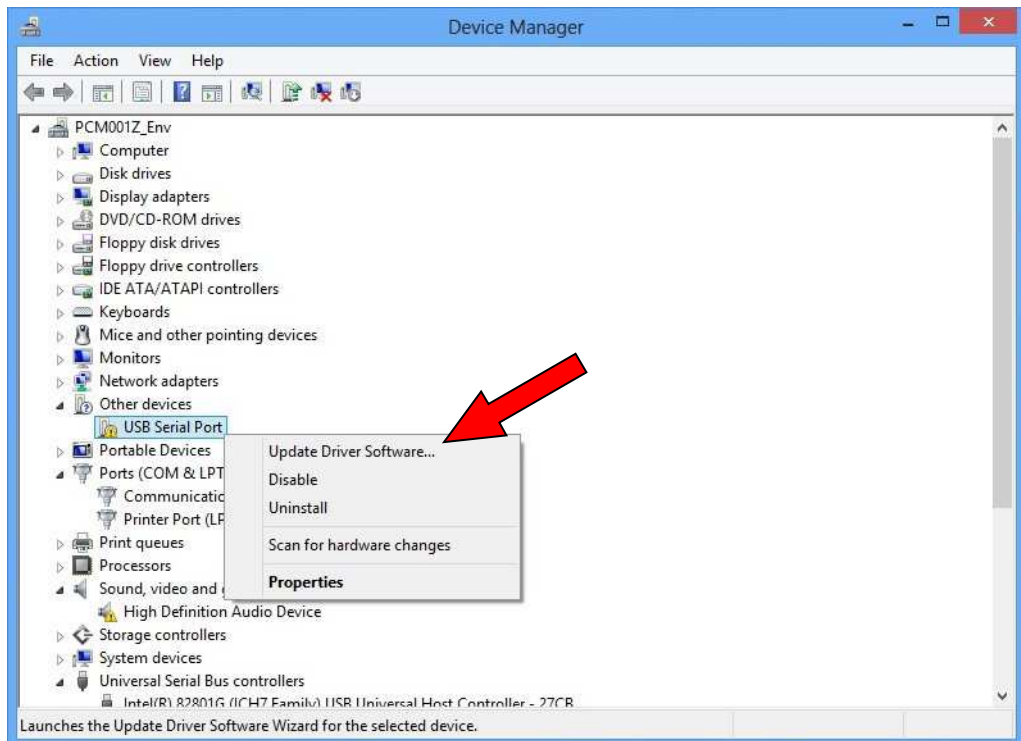 Device Manager
File Action View Help
PCM001Z_Env
Computer
Disk drives
Display adapters
DVD/CD-ROM drives
Floppy disk drives
Floppy drive controllers
IDE ATA/ATAPI controllers
Keyboards
Mice and other pointing devices
Monitors
Network adapters
Other devices
USB Serial Port
Portable Devices
Ports (COM & LPT
Communicatio
Printer Port (LP
Print queues
Processors
Sound, video and
High Definition Audio Device
Storage controllers
System devices
Universal Serial Bus controllers
Intel(R) 82801G (ICH7 Family) USB Universal Host Controller - 27CB
Update Driver Software...
Disable
Uninstall
Scan for hardware changes
Properties
Launches the Update Driver Software Wizard for the selected device.